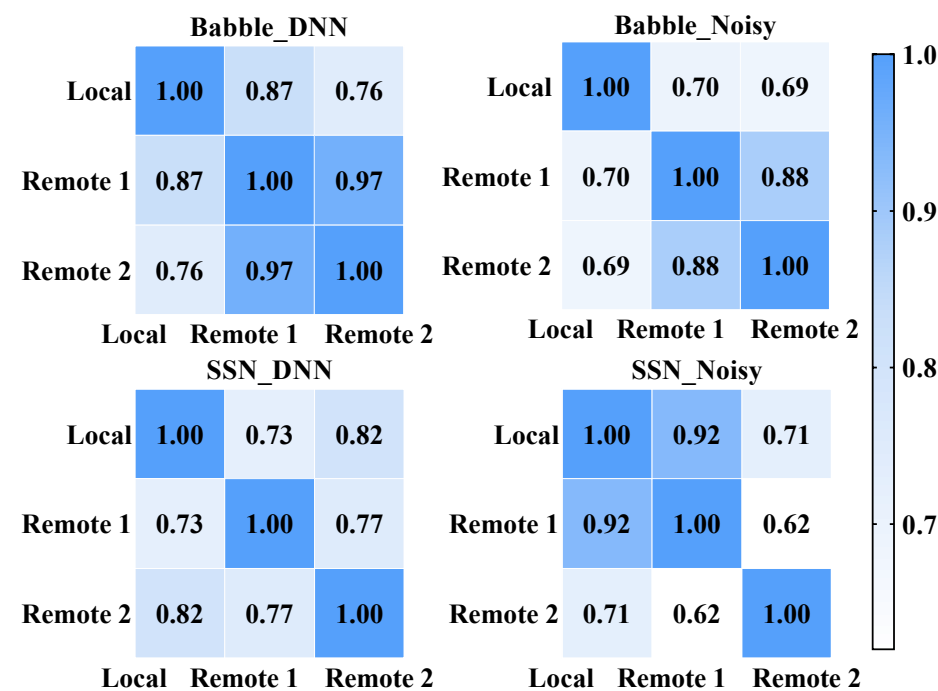 Babble_DNN
Local 1.00 0.87 0.76
Remote 1 0.87 1.00 0.97
Remote 2 0.76 0.97 1.00
Local Remote 1 Remote 2
Babble_Noisy
Local 1.00 0.70 0.69
Remote 1 0.70 1.00 0.88
Remote 2 0.69 0.88 1.00
Local Remote 1 Remote 2
SSN_DNN
Local 1.00 0.73 0.82
Remote 1 0.73 1.00 0.77
Remote 2 0.82 0.77 1.00
Local Remote 1 Remote 2
SSN_Noisy
Local 1.00 0.92 0.71
Remote 1 0.92 1.00 0.62
Remote 2 0.71 0.62 1.00
Local Remote 1 Remote 2
1.0
0.9
0.8
0.7